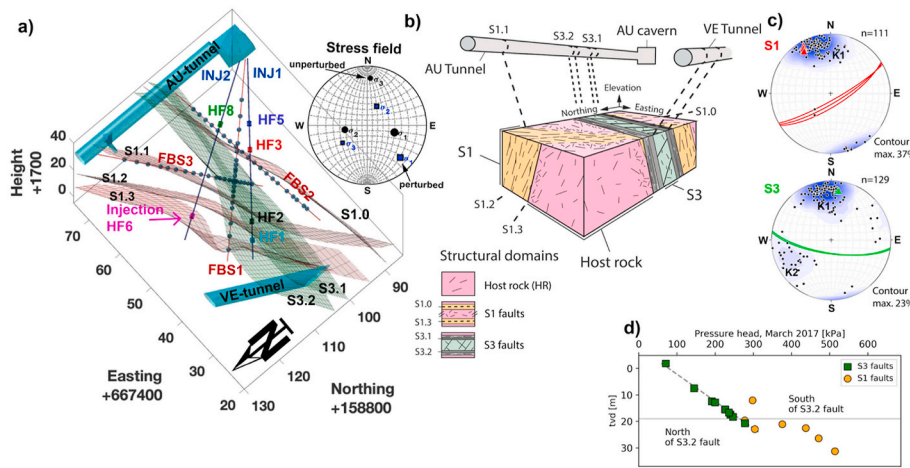 a)
AU-tunnel
INJ2
INJ1
HF8
HF5
HF3
FBS3
FBS2
S1.1
S1.2
S1.3
S1.0
Injection
HF6
HF2
HF1
FBS1
VE-tunnel
S3.1
S3.2
Height
+1700
40
20
0
70
60
50
40
30
20
Easting
+667400
90
100
110
120
130
Northing
+158800
N
Stress field
unperturbed
N
σ3
σ2
W
σ2
σ1
E
σ3
S
perturbed
b)
S1.1
S3.2
S3.1
AU cavern
VE Tunnel
AU Tunnel
Elevation
Northing
Easting
S1.0
S1
S1.2
S1.3
S3
Host rock
Structural domains
Host rock (HR)
S1.0
S1 faults
S1.3
S3.1
S3 faults
S3.2
c)
N
n=111
S1
K1
W
E
S
Contour
max. 37%
N
n=129
S3
K1
W
E
K2
S
Contour
max. 23%
d)
Pressure head, March 2017 [kPa]
0 100 200 300 400 500 600
tvd [m]
0
10
20
30
S3 faults
S1 faults
South
of S3.2 fault
North
of S3.2 fault